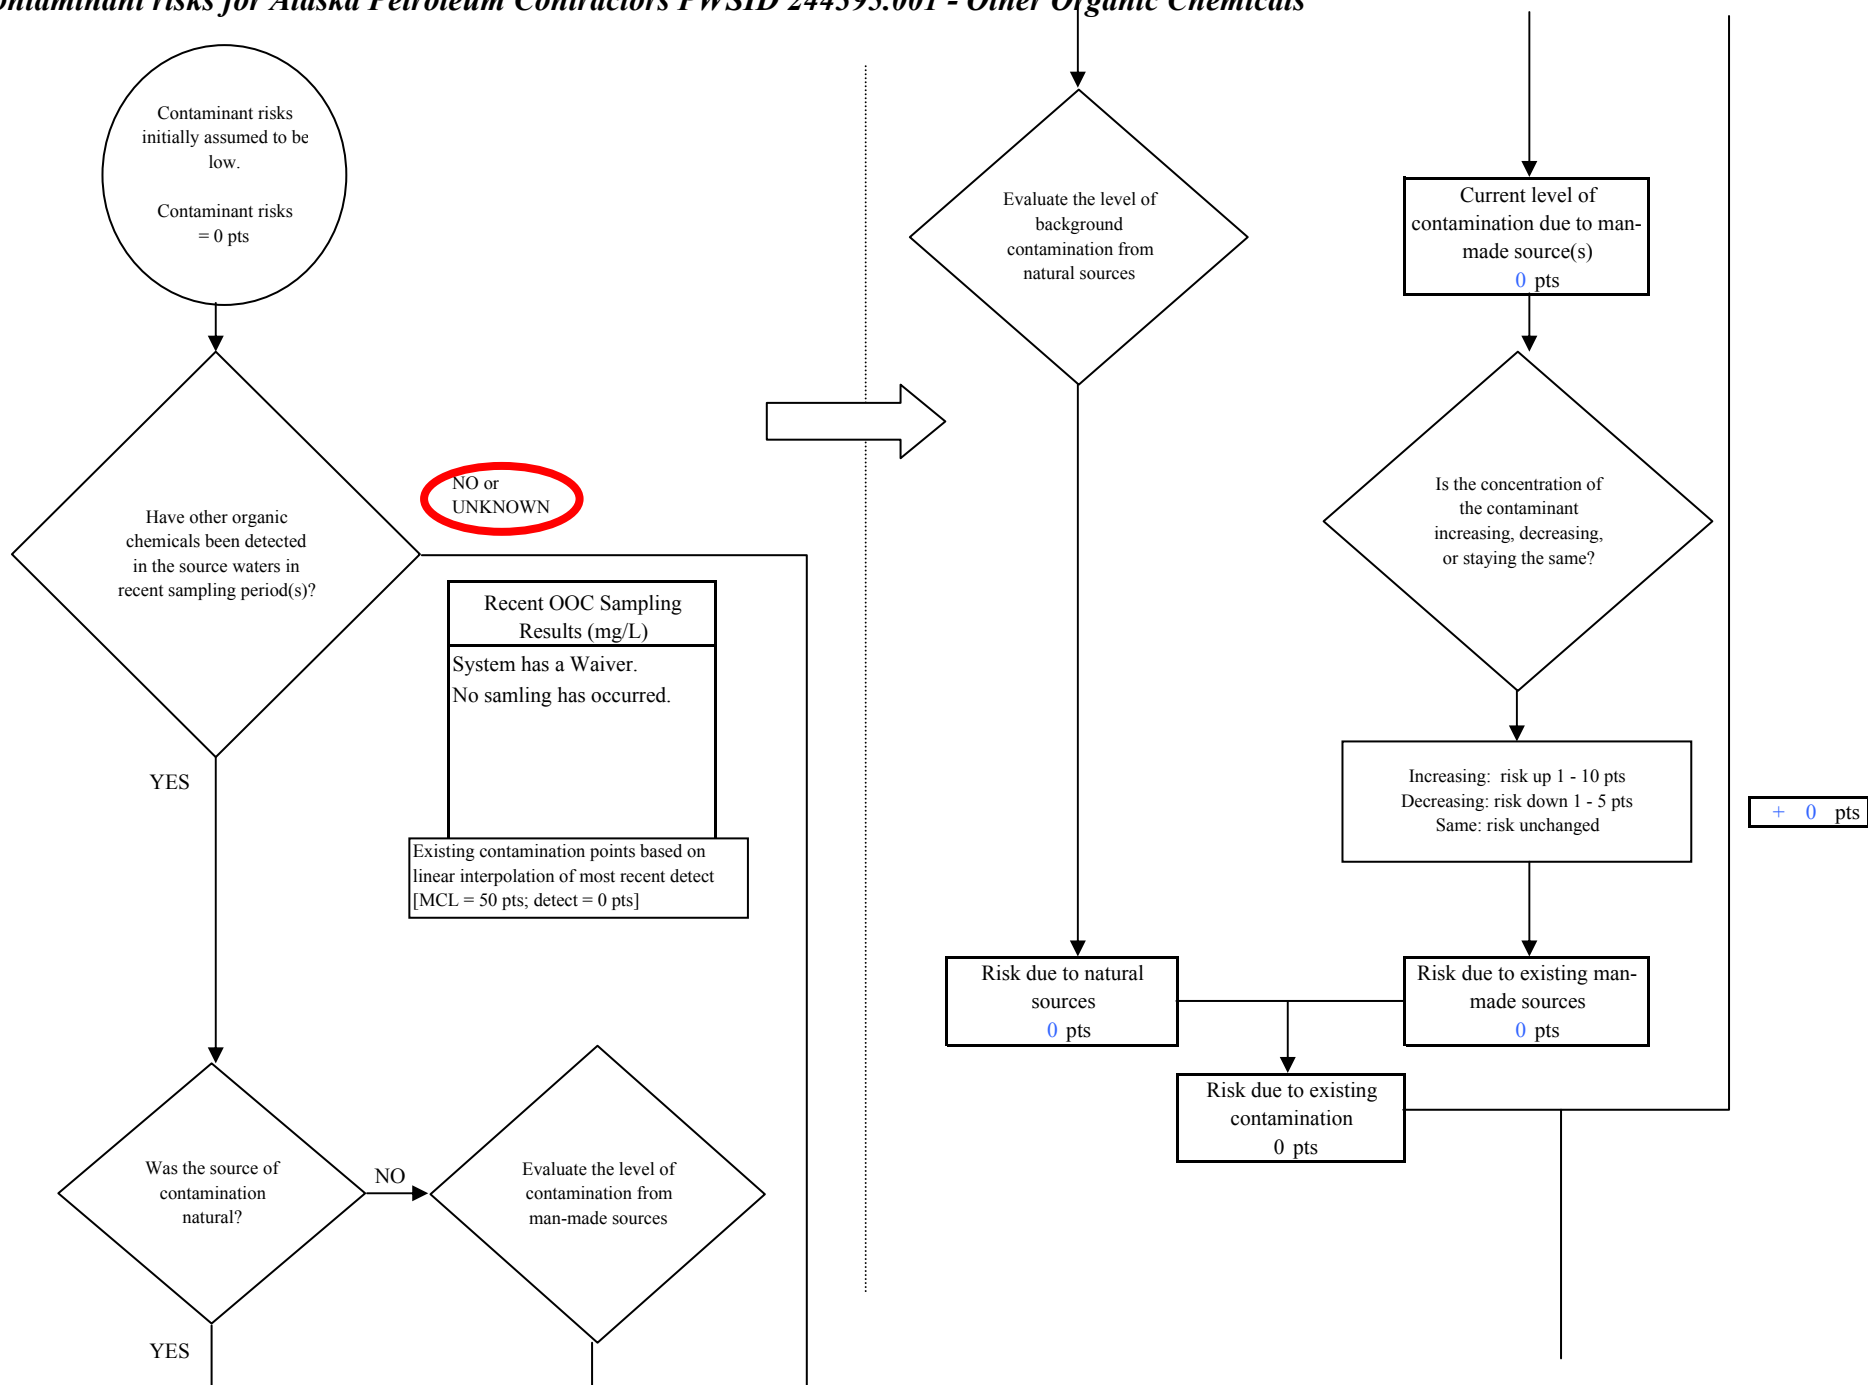 ontaminant risks for Alaska Petroleum Contractors PWSID 244595.001 - Other Organic Chemicals
Contaminant risks
initially assumed to be
low.
Contaminant risks
= 0 pts
Have other organic
chemicals been detected
in the source waters in
recent sampling period(s)?
NO or
UNKNOWN
Recent OOC Sampling
Results (mg/L)
System has a Waiver.
No samling has occurred.
Existing contamination points based on
linear interpolation of most recent detect
[MCL = 50 pts; detect = 0 pts]
YES
Was the source of
contamination
natural?
NO
Evaluate the level of
contamination from
man-made sources
YES
Evaluate the level of
background
contamination from
natural sources
Current level of
contamination due to man-
made source(s)
0 pts
Is the concentration of
the contaminant
increasing, decreasing,
or staying the same?
Increasing: risk up 1 - 10 pts
Decreasing: risk down 1 - 5 pts
Same: risk unchanged
+ 0 pts
Risk due to natural
sources
0 pts
Risk due to existing man-
made sources
0 pts
Risk due to existing
contamination
0 pts